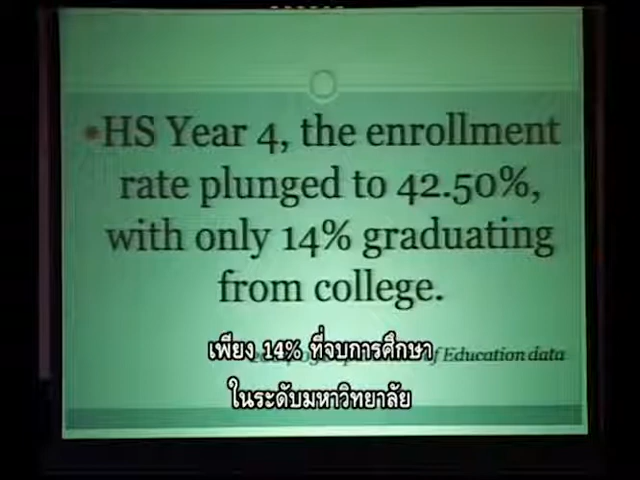 •HS Year 4, the enrollment
rate plunged to 42.50%,
with only 14% graduating
from college.
of Education data
เพียง 14% ที่จบการศึกษา
ในระดับมหาวิทยาลัย